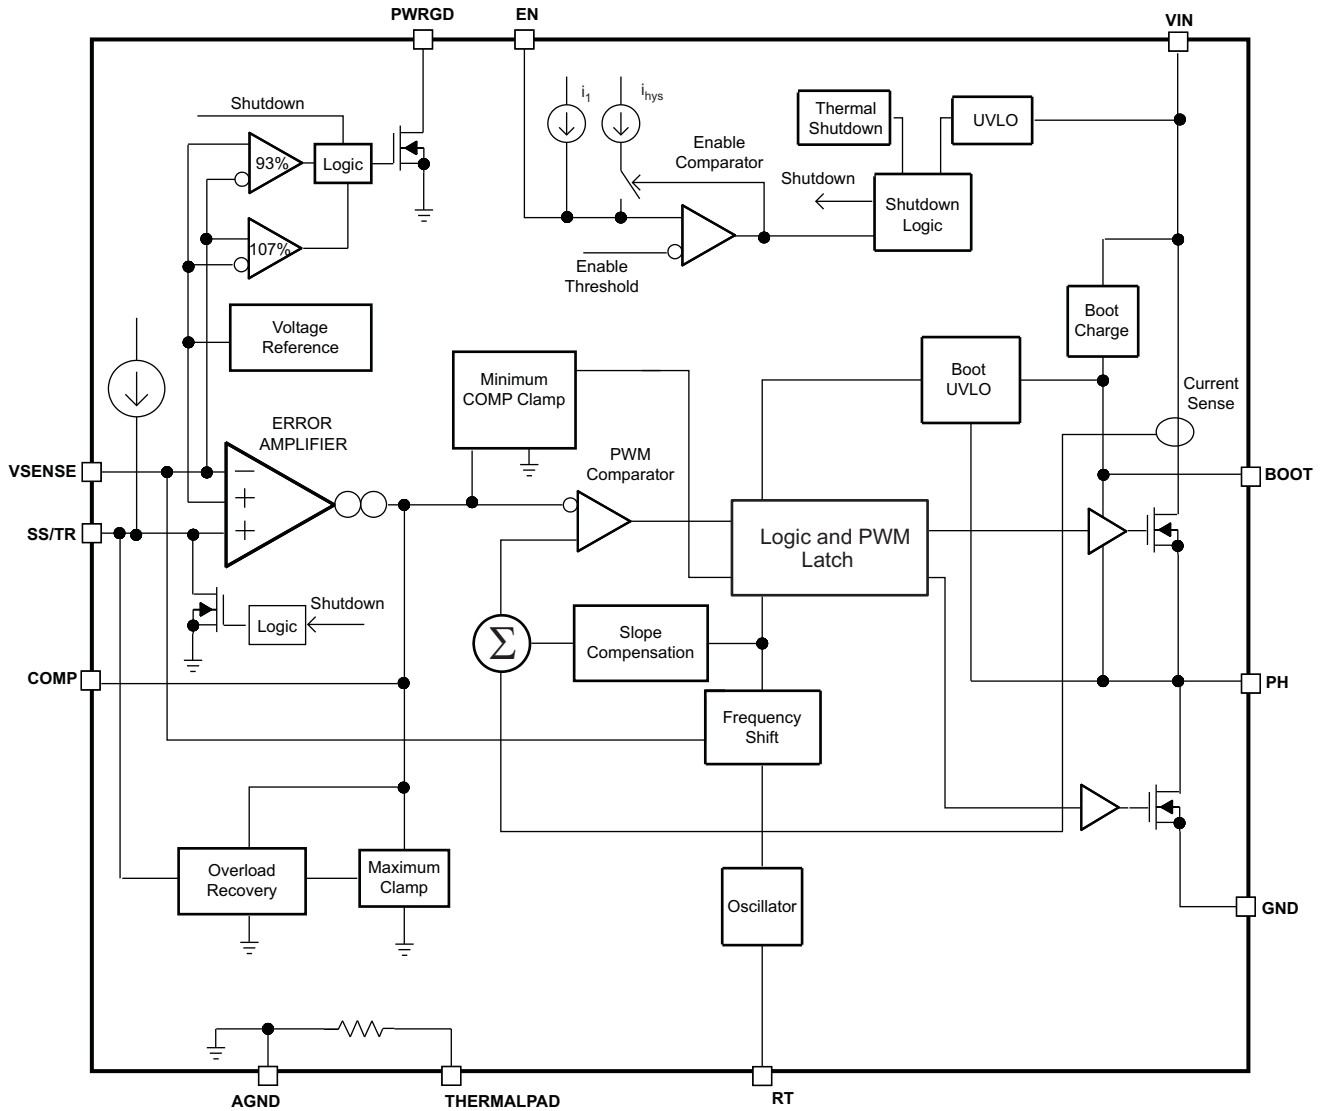 PWRGD
EN
VIN
Shutdown
i1
ihys
Thermal
Shutdown
UVLO
Enable
Comparator
93%
Logic
Shutdown
Shutdown
Logic
107%
Enable
Threshold
Voltage
Reference
Boot
Charge
Minimum
COMP Clamp
Boot
UVLO
Current
Sense
ERROR
AMPLIFIER
PWM
Comparator
VSENSE
BOOT
−
+
+
SS/TR
Logic and PWM
Latch
Shutdown
Logic
Σ
Slope
Compensation
COMP
PH
Frequency
Shift
Overload
Recovery
Maximum
Clamp
Oscillator
GND
AGND
THERMALPAD
RT